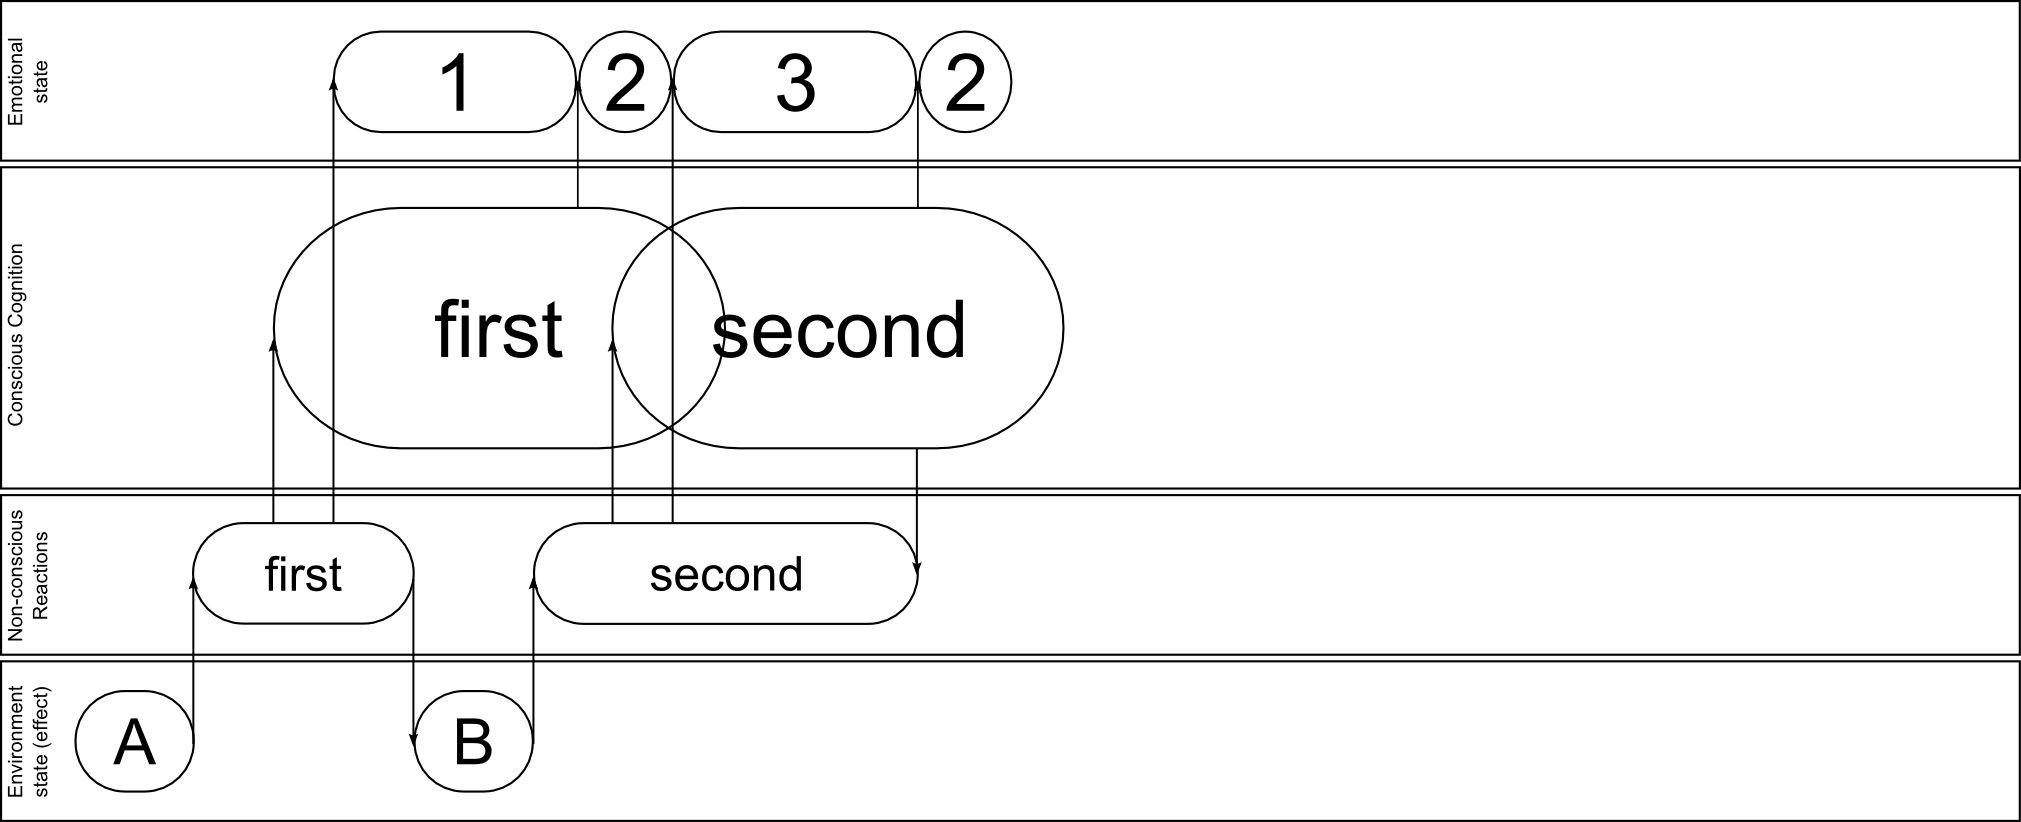 Emotional
state
1
2
3
2
Conscious Cognition
first
second
Non-conscious
Reactions
first
second
Environment
state (effect)
A
B